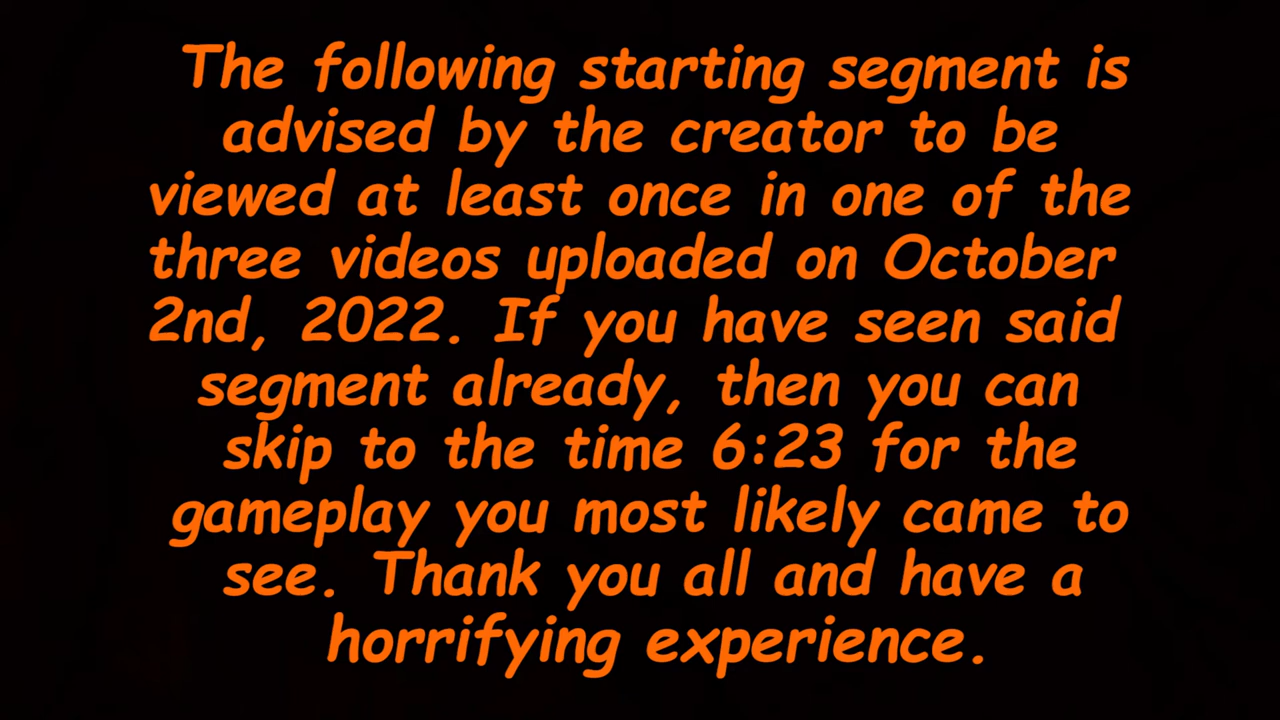 The following starting segment is
advised by the creator to be
viewed at least once in one of the
three videos uploaded on October
2nd, 2022. If you have seen said
segment already, then you can
skip to the time 6:23 for the
gameplay you most likely came to
see. Thank you all and have a
horrifying experience.